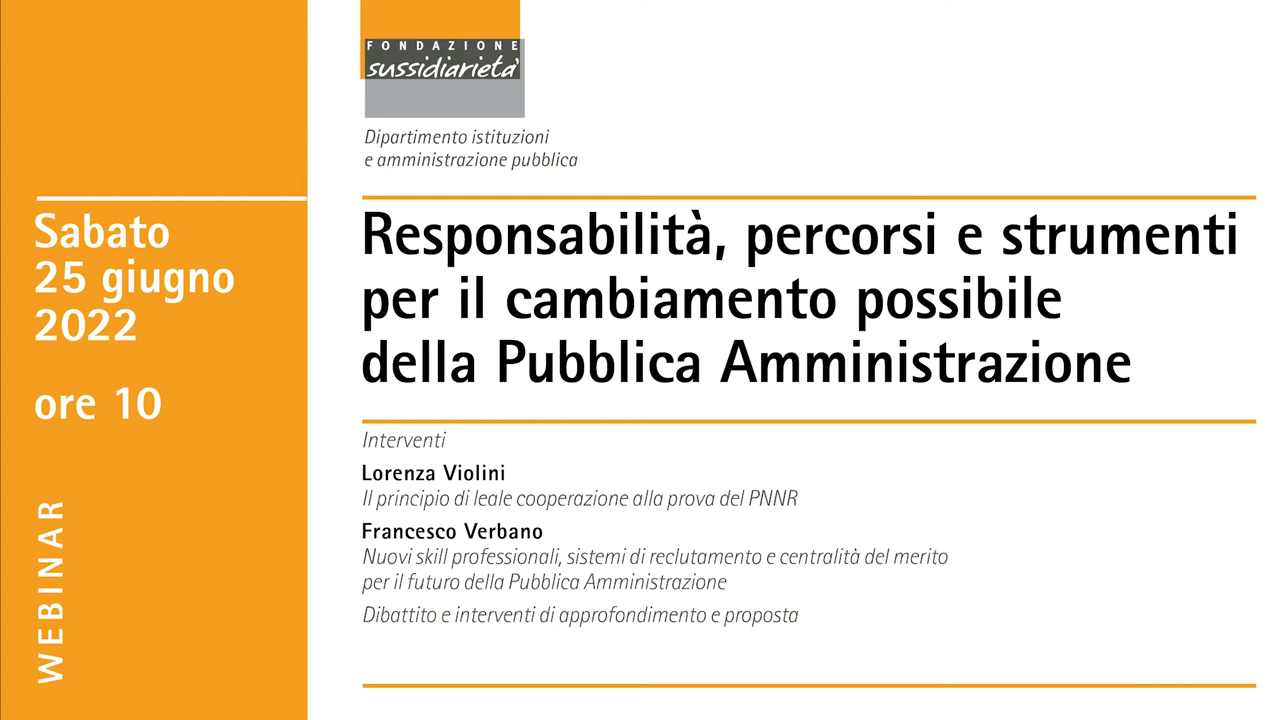 Sabato
25 giugno
2022
ore 10
WEBINAR
FONDAZIONE
sussidiarietà
Dipartimento istituzioni
e amministrazione pubblica
Responsabilità, percorsi e strumenti
per il cambiamento possibile
della Pubblica Amministrazione
Interventi
Lorenza Violini
Il principio di leale cooperazione alla prova del PNNR
Francesco Verbano
Nuovi skill professionali, sistemi di reclutamento e centralità del merito
per il futuro della Pubblica Amministrazione
Dibattito e interventi di approfondimento e proposta